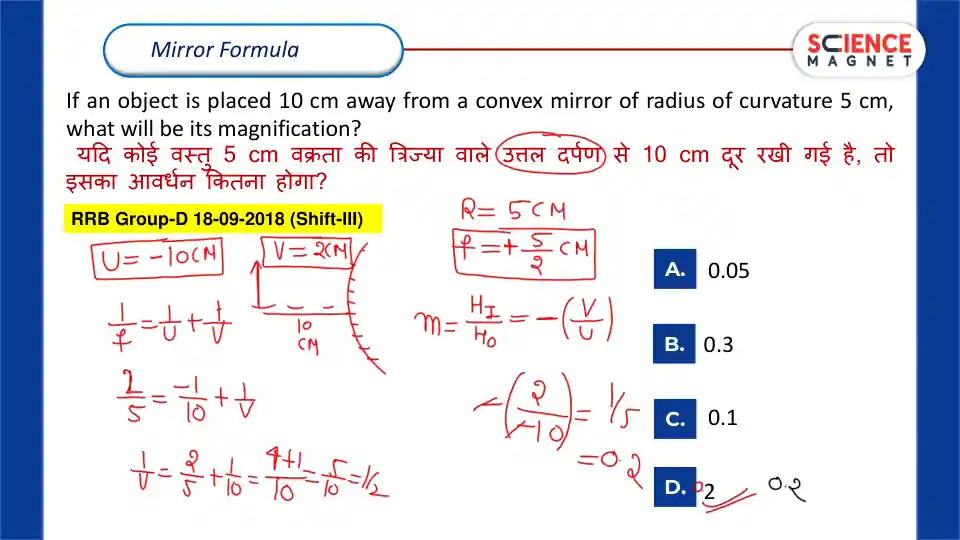 Mirror Formula
SCIENCE
MAGNET
If an object is placed 10 cm away from a convex mirror of radius of curvature 5 cm,
what will be its magnification?
यदि कोई वस्तु 5 cm वक्रता की त्रिज्या वाले उत्तल दर्पण से 10 cm दूर रखी गई है, तो
इसका आवर्धन कितना होगा?
RRB Group-D 18-09-2018 (Shift-III)
R = 5 CM
f = + 5/2 CM
U = -10 CM
V = 2 CM
10
CM
1/f = 1/U + 1/V
m = HI/HO = -(V/U)
2/5 = -1/10 + 1/V
-(2/-10) = 1/5
= 0.2
1/V = 2/5 + 1/10 = 4+1/10 = 5/10 = 1/2
A. 0.05
B. 0.3
C. 0.1
D. 2
0.2